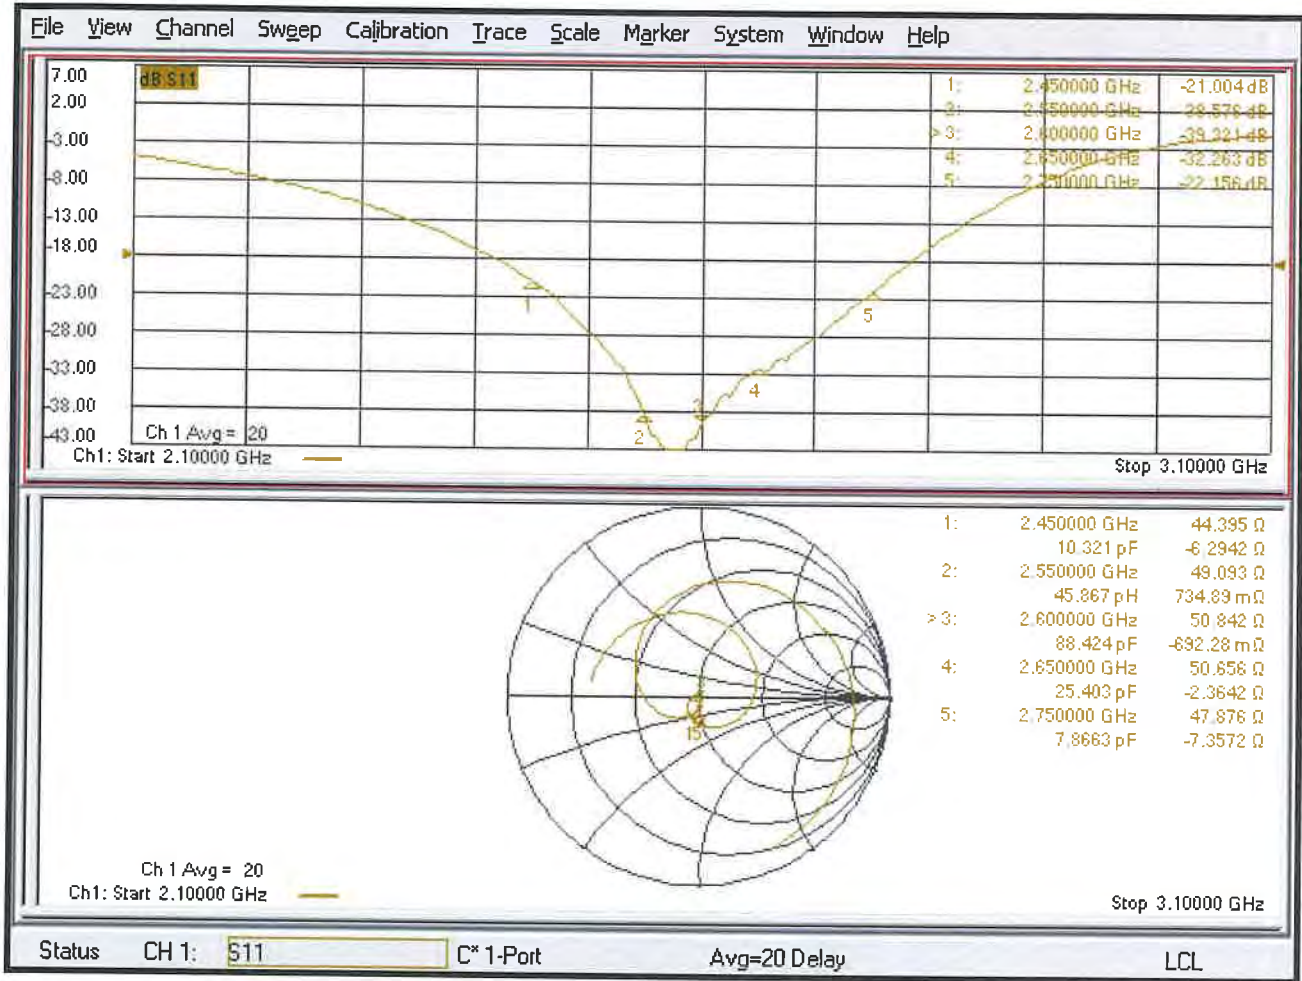 File View Channel Sweep Calibration Trace Scale Marker System Window Help
7.00
2.00
-3.00
-8.00
-13.00
-18.00
-23.00
-28.00
-33.00
-38.00
-43.00
dB S11
1: 2.450000 GHz -21.004 dB
2: 2.550000 GHz -38.576 dB
> 3: 2.600000 GHz -39.321 dB
4: 2.650000 GHz -32.263 dB
5: 2.750000 GHz -22.156 dB
1
2
3
4
5
Ch 1 Avg = 20
Ch1: Start 2.10000 GHz
Stop 3.10000 GHz
1: 2.450000 GHz 44.395 Ω
10.321 pF -6.2942 Ω
2: 2.550000 GHz 49.093 Ω
45.867 pH 734.89 mΩ
> 3: 2.600000 GHz 50.842 Ω
88.424 pF -692.28 mΩ
4: 2.650000 GHz 50.656 Ω
25.403 pF -2.3642 Ω
5: 2.750000 GHz 47.876 Ω
7.8663 pF -7.3572 Ω
15
Ch 1 Avg = 20
Ch1: Start 2.10000 GHz
Stop 3.10000 GHz
Status CH 1: S11 C* 1-Port Avg=20 Delay LCL